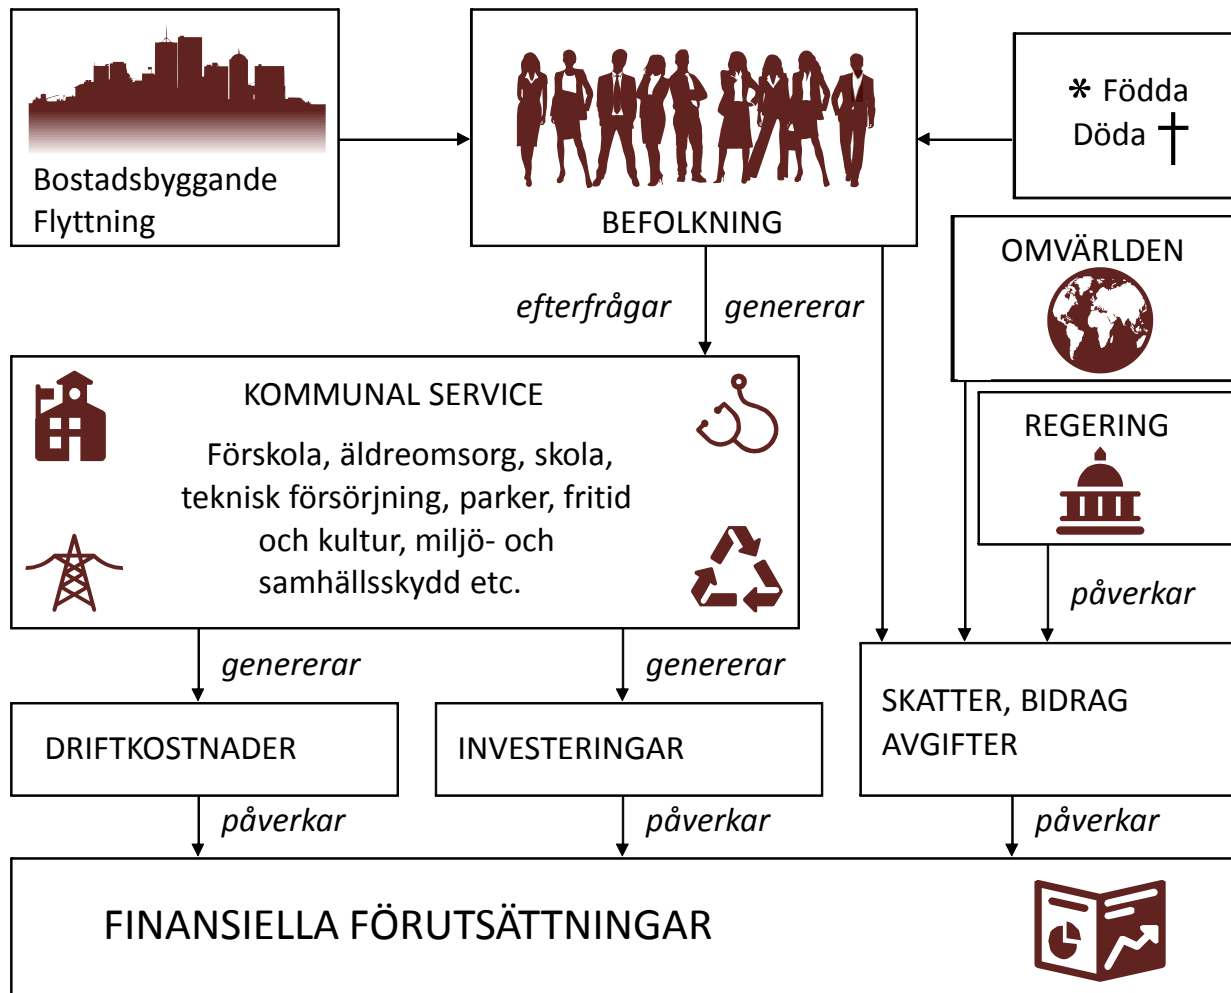 Bostadsbyggande
Flyttning
BEFOLKNING
* Födda
Döda †
OMVÄRLDEN
efterfrågar
genererar
KOMMUNAL SERVICE
Förskola, äldreomsorg, skola,
teknisk försörjning, parker, fritid
och kultur, miljö- och
samhällsskydd etc.
REGERING
påverkar
genererar
genererar
DRIFTKOSTNADER
INVESTERINGAR
SKATTER, BIDRAG
AVGIFTER
påverkar
påverkar
påverkar
FINANSIELLA FÖRUTSÄTTNINGAR